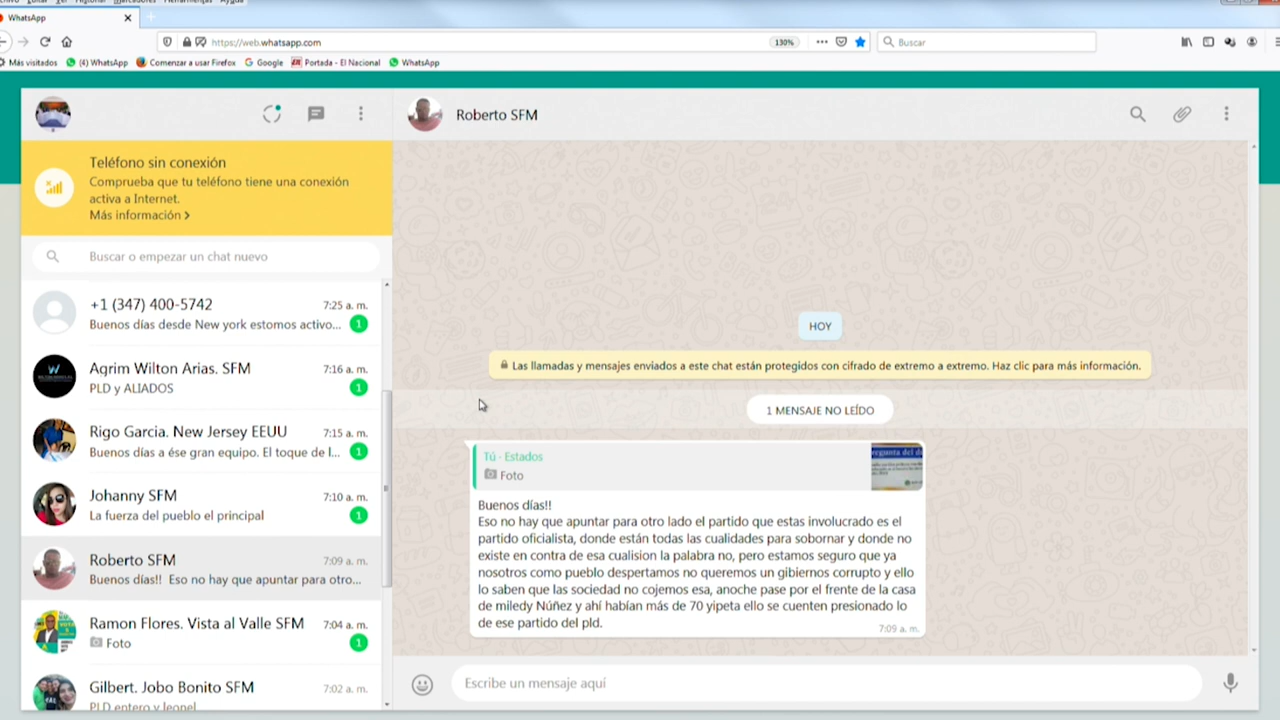 WhatsApp
https://web.whatsapp.com
130%
Buscar
Más visitados
(4) WhatsApp
Comenzar a usar Firefox
Google
Portada - El Nacional
WhatsApp
Roberto SFM
Teléfono sin conexión
Comprueba que tu teléfono tiene una conexión
activa a Internet.
Más información >
Buscar o empezar un chat nuevo
+1 (347) 400-5742
7:25 a. m.
Buenos días desde New york estomos activo...
1
Agrim Wilton Arias. SFM
7:16 a. m.
PLD y ALIADOS
1
Rigo Garcia. New Jersey EEUU
7:15 a. m.
Buenos días a ése gran equipo. El toque de l...
1
Johanny SFM
7:10 a. m.
La fuerza del pueblo el principal
1
Roberto SFM
7:09 a. m.
Buenos días!! Eso no hay que apuntar para otro...
Ramon Flores. Vista al Valle SFM
7:04 a. m.
Foto
1
Gilbert. Jobo Bonito SFM
7:02 a. m.
PLD entero y leonel
HOY
Las llamadas y mensajes enviados a este chat están protegidos con cifrado de extremo a extremo. Haz clic para más información.
1 MENSAJE NO LEÍDO
Tú · Estados
Foto
Buenos días!!
Eso no hay que apuntar para otro lado el partido que estas involucrado es el
partido oficialista, donde están todas las cualidades para sobornar y donde no
existe en contra de esa cualision la palabra no, pero estamos seguro que ya
nosotros como pueblo despertamos no queremos un gibiernos corrupto y ello
lo saben que las sociedad no cojemos esa, anoche pase por el frente de la casa
de miledy Núñez y ahí habían más de 70 yipeta ello se cuenten presionado lo
de ese partido del pld.
7:09 a. m.
Escribe un mensaje aquí